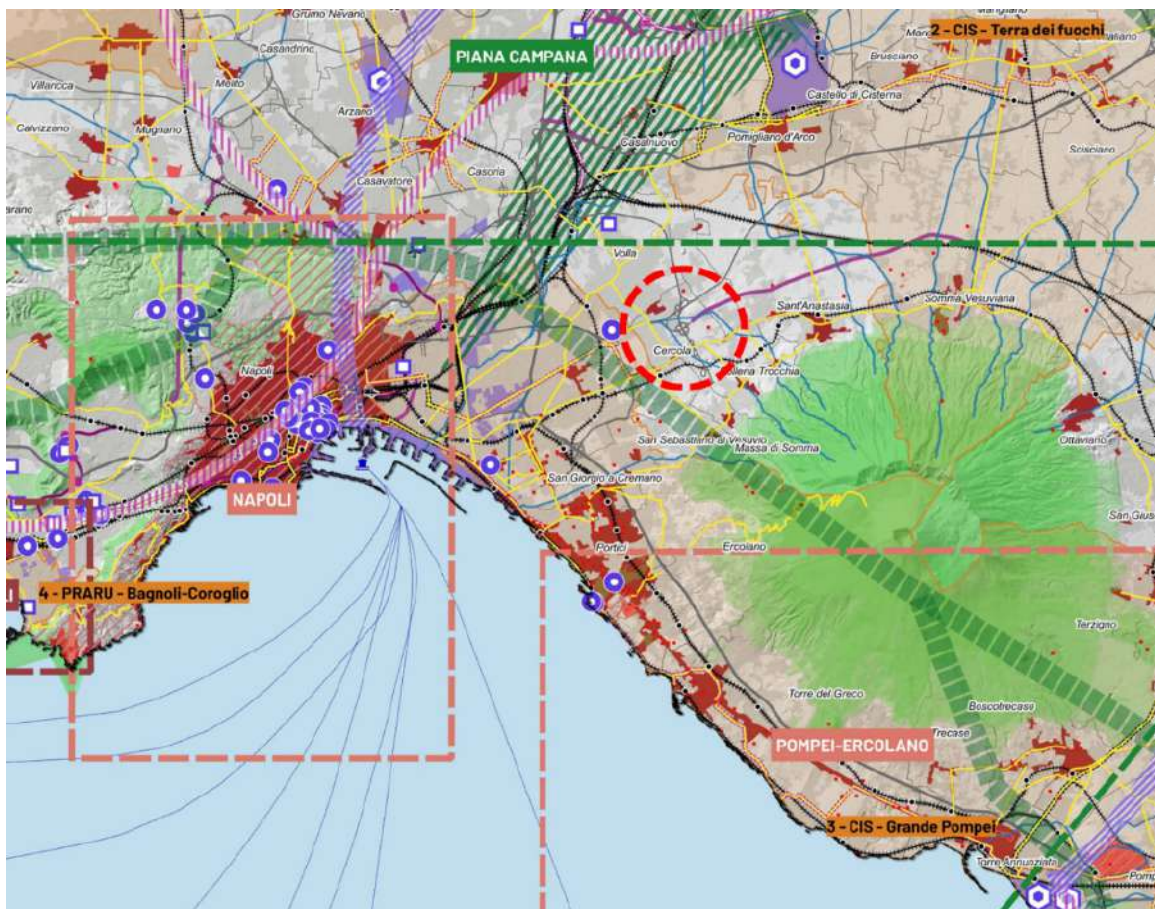 Gruino Nevano
Marigliano
2 - CIS - Terra dei fuochi
Casandrino
PIANA CAMPANA
Brusciano
Villaricca
Melito
Castello di Cisterna
Arzano
Calvizzano
Mugnano
Casalnuovo
Pomigliano d'Arco
Scisciano
Casoria
Casavatore
Volla
Sant'Anastasia
Somma Vesuviana
Cercola
Napoli
Pollena Trocchia
San Sebastiano al Vesuvio
Massa di Somma
Ottaviano
San Giorgio a Cremano
NAPOLI
Portici
Ercolano
4 - PRARU - Bagnoli-Coroglio
Terzigno
Torre del Greco
Boscotrecase
Trecase
POMPEI-ERCOLANO
3 - CIS - Grande Pompei
Torre Annunziata